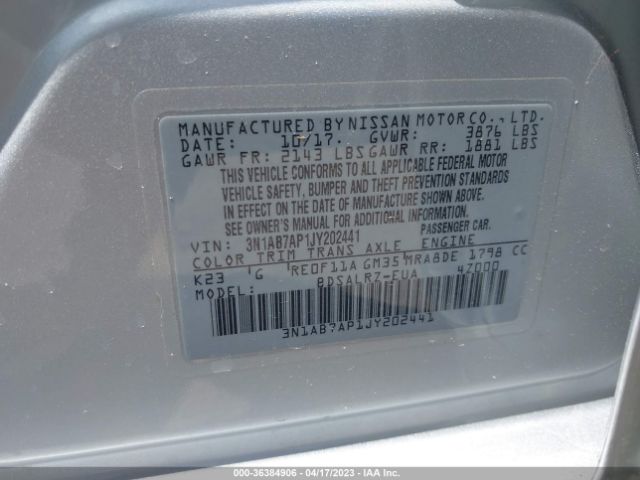 MANUFACTURED BY NISSAN MOTOR CO., LTD.
DATE: 10/17. GVWR: 3876 LBS
GAWR FR: 2143 LBS GAWR RR: 1881 LBS
THIS VEHICLE CONFORMS TO ALL APPLICABLE FEDERAL MOTOR
VEHICLE SAFETY, BUMPER AND THEFT PREVENTION STANDARDS
IN EFFECT ON THE DATE OF MANUFACTURE SHOWN ABOVE.
SEE OWNER'S MANUAL FOR ADDITIONAL INFORMATION.
VIN: 3N1AB7AP1JY202441 PASSENGER CAR.
COLOR TRIM TRANS AXLE ENGINE
K23 G RE0F11A GM35 MRA8DE 1798 CC
MODEL: BDSALRZ-EUA 47000
3N1AB7AP1JY202441
000-36384906 - 04/17/2023 - IAA Inc.